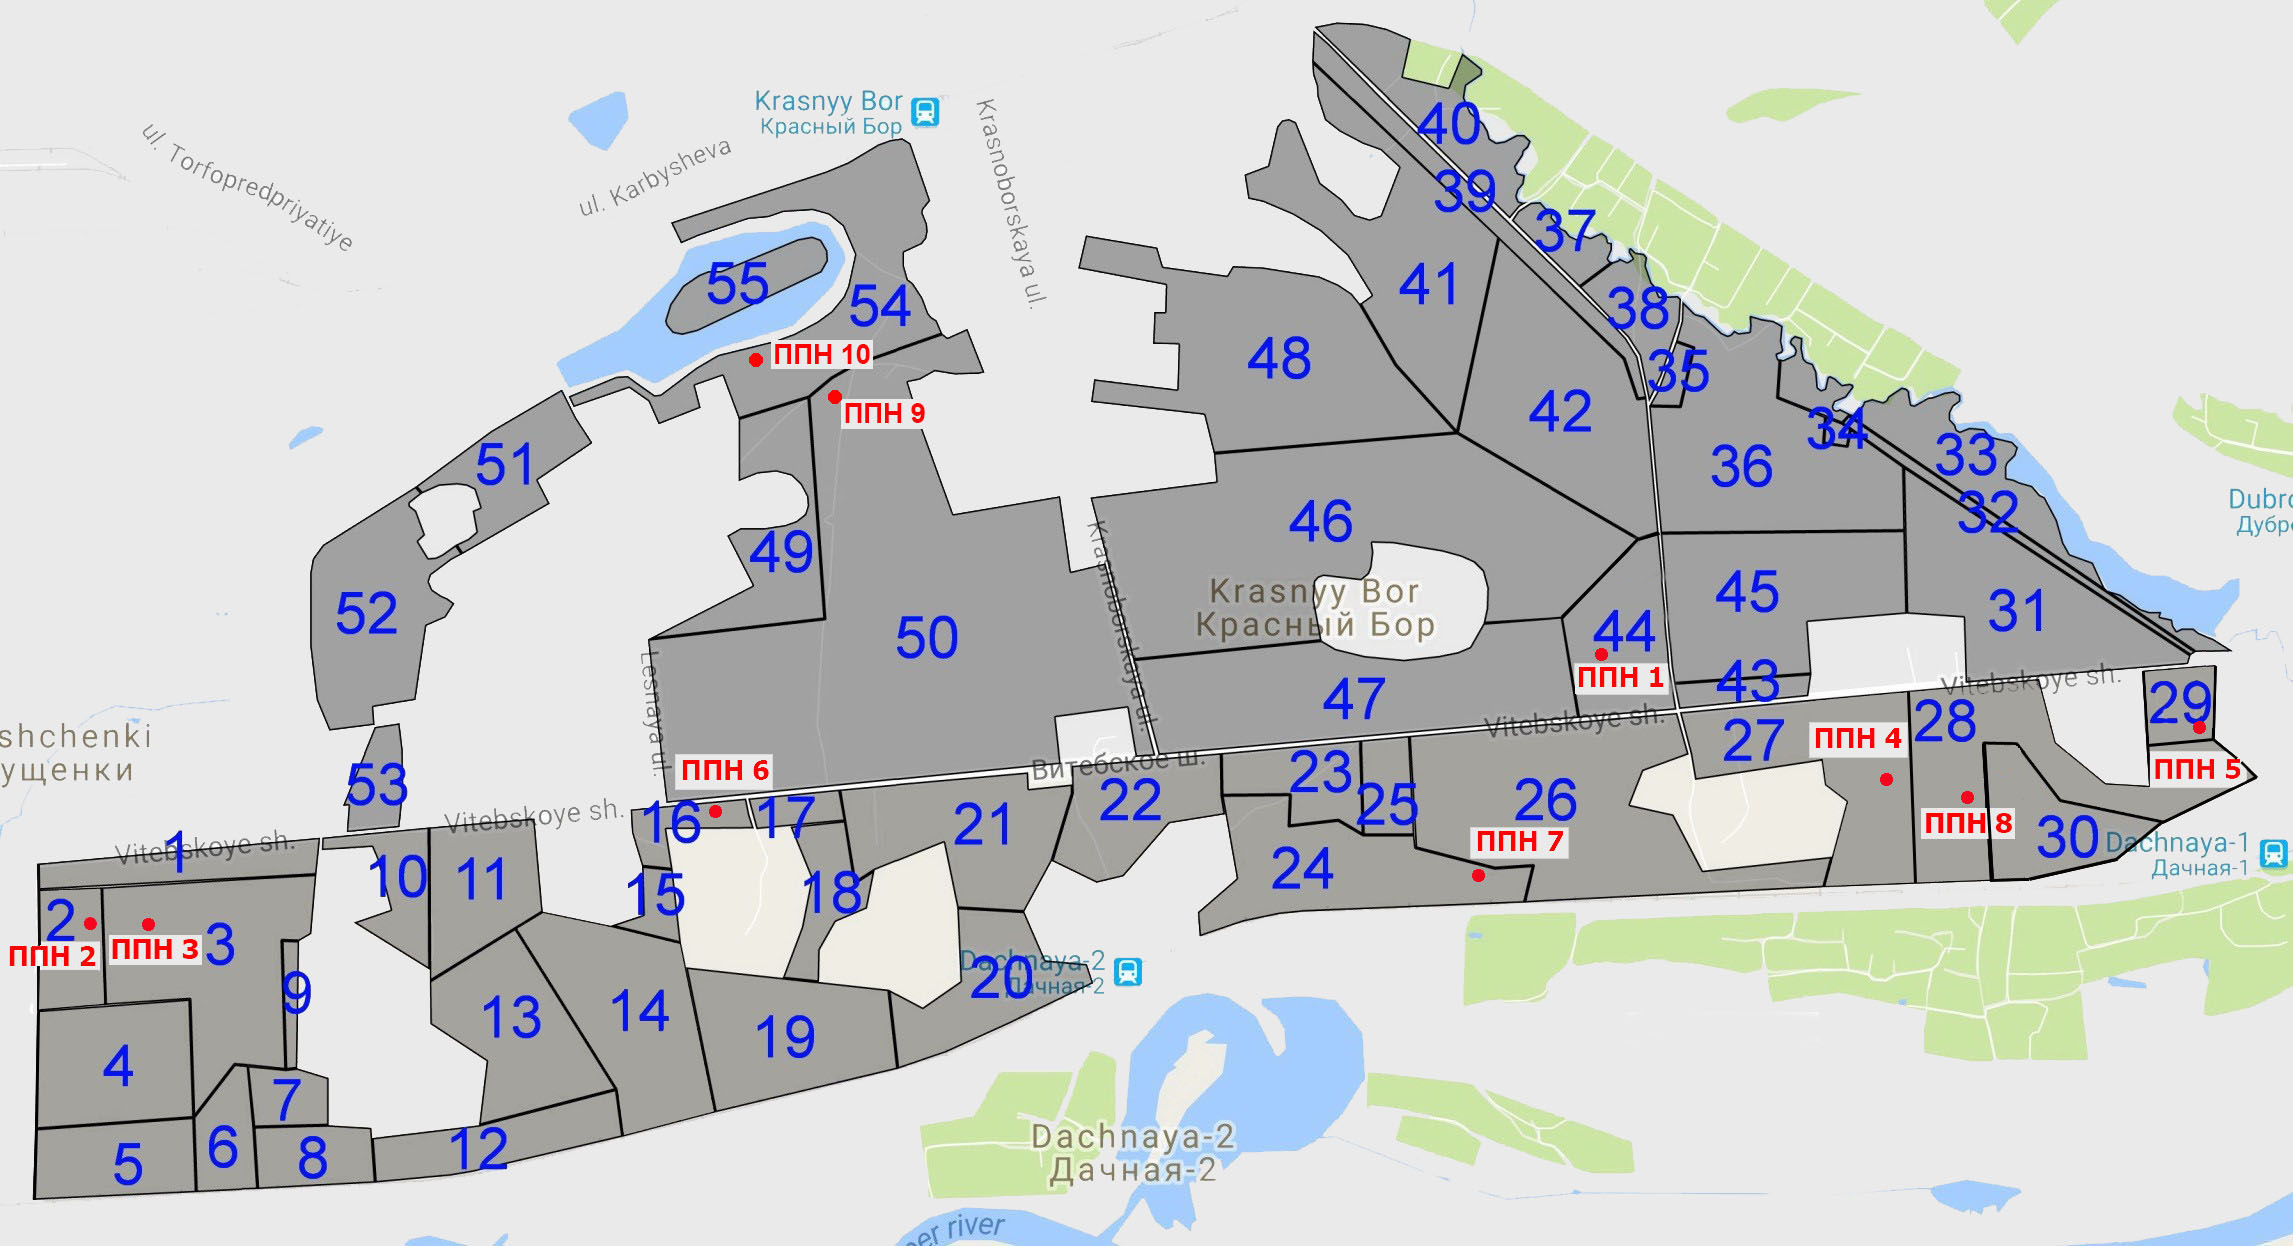 Krasnyy Bor
Красный Бор
ul. Torfopredpriyatiye
ul. Karbysheva
Krasnoborskaya ul.
40
39
37
38
35
41
42
48
55
54
ППН 10
ППН 9
51
52
53
49
50
46
47
Krasnyy Bor
Красный Бор
Krasnoborskaya ul.
Lesnaya ul.
36
34
33
32
31
45
44
43
ППН 1
Dubro
Дубро
Vitebskoye sh.
Vitebskoye sh.
29
28
27
ППН 4
ППН 5
ППН 8
30
Dachnaya-1
Дачная-1
shchenki
ущенки
Витебское ш.
ППН 6
16
17
21
22
23
25
26
24
ППН 7
Vitebskoye sh.
Vitebskoye sh.
1
2
ППН 2
ППН 3
3
9
10
11
15
18
4
5
6
7
8
12
13
14
19
20
Dachnaya-2
Дачная-2
Dachnaya-2
Дачная-2
per river